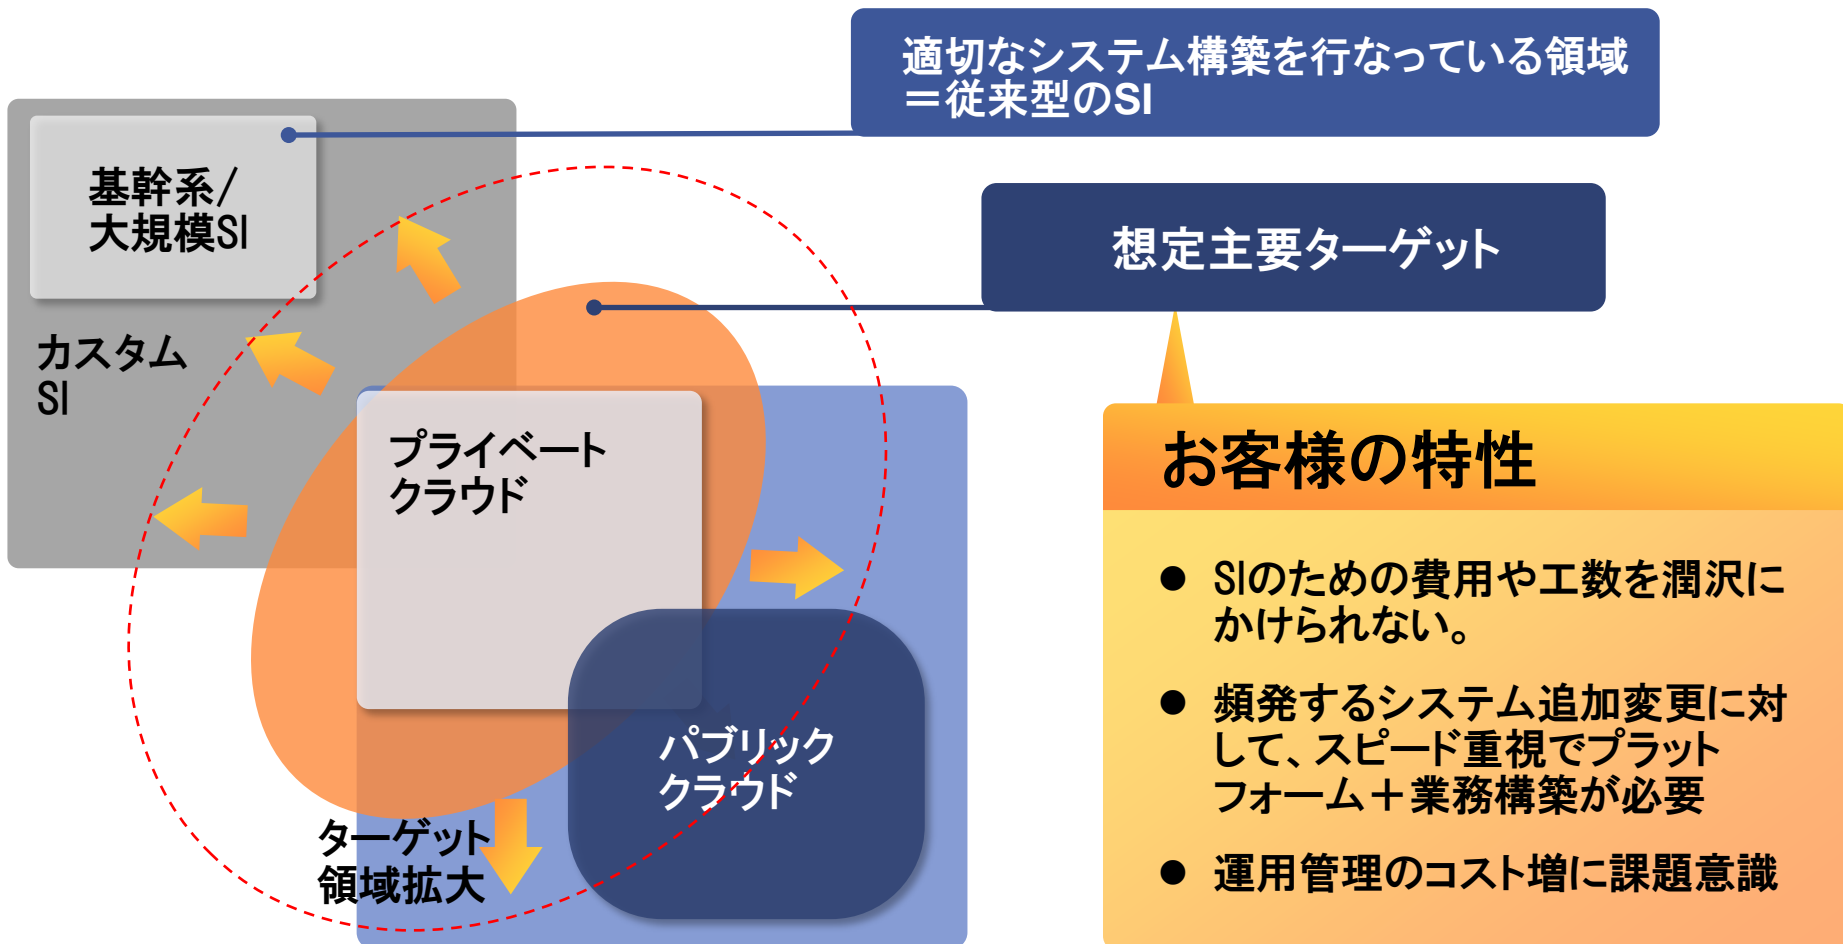 適切なシステム構築を行なっている領域
＝従来型のSI
基幹系/
大規模SI
想定主要ターゲット
カスタム
SI
プライベート
クラウド
お客様の特性
● SIのための費用や工数を潤沢に
かけられない。
● 頻発するシステム追加変更に対
して、スピード重視でプラット
フォーム＋業務構築が必要
● 運用管理のコスト増に課題意識
パブリック
クラウド
ターゲット
領域拡大